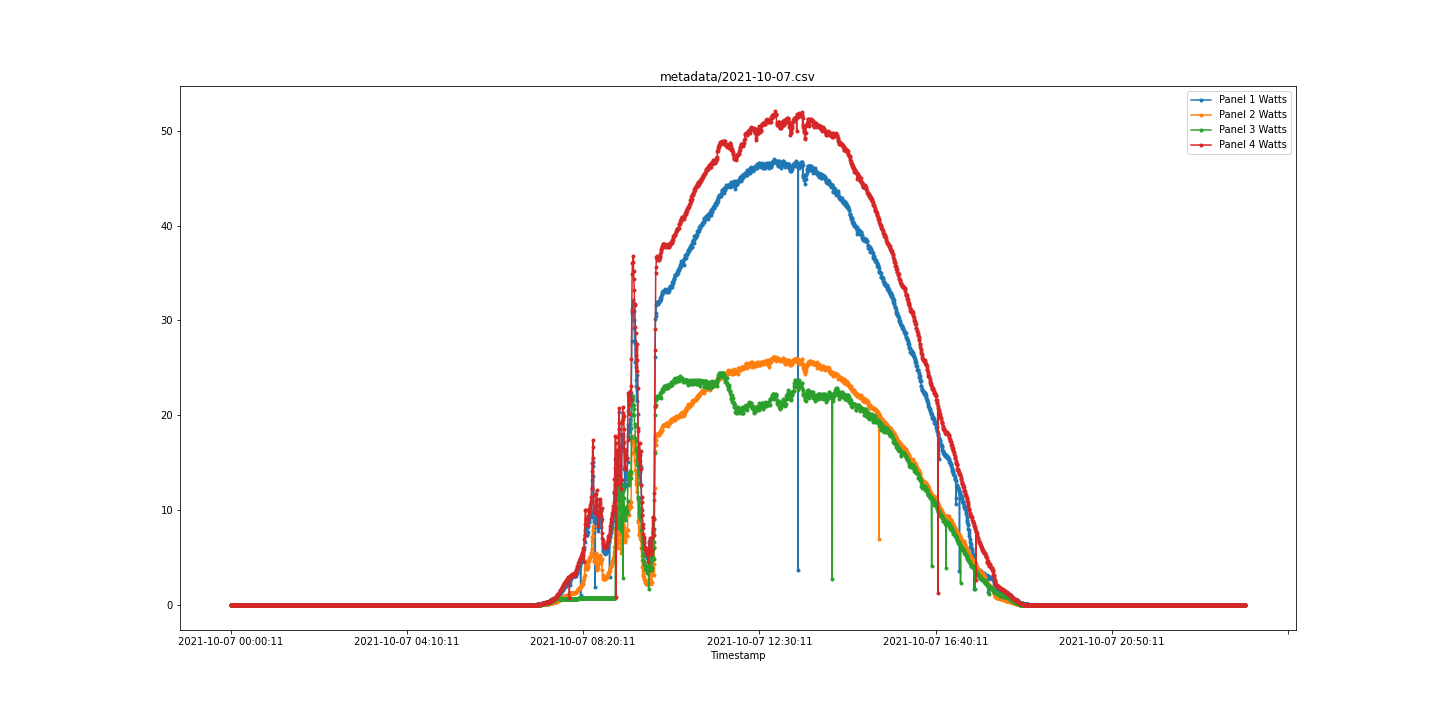 metadata/2021-10-07.csv
Panel 1 Watts
Panel 2 Watts
Panel 3 Watts
Panel 4 Watts
50
40
30
20
10
0
2021-10-07 00:00:11 2021-10-07 04:10:11 2021-10-07 08:20:11 2021-10-07 12:30:11 2021-10-07 16:40:11 2021-10-07 20:50:11
Timestamp